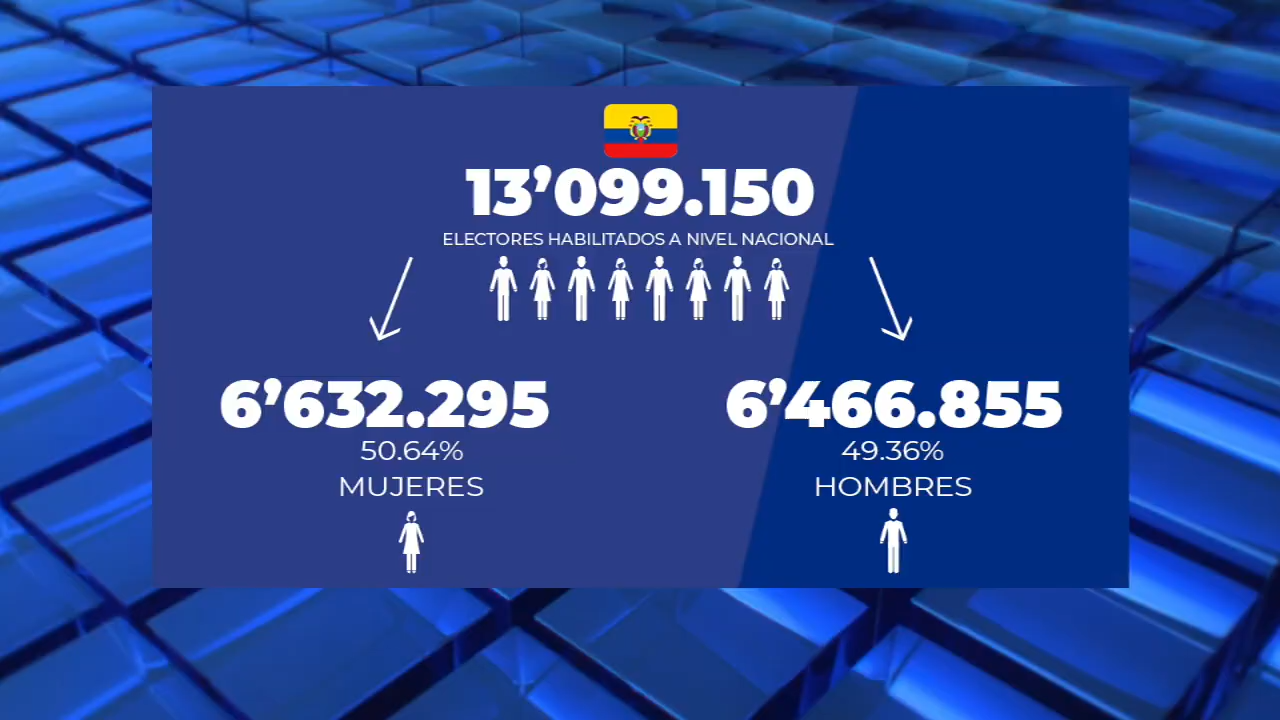 13’099.150
ELECTORES HABILITADOS A NIVEL NACIONAL
6’632.295
50.64%
MUJERES
6’466.855
49.36%
HOMBRES